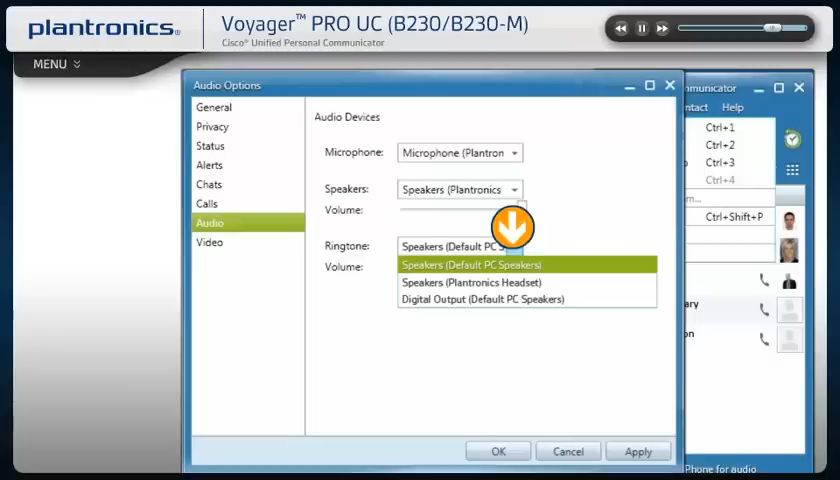 plantronics®
Voyager™ PRO UC (B230/B230-M)
Cisco® Unified Personal Communicator
MENU
Audio Options
General
Privacy
Status
Alerts
Chats
Calls
Audio
Video
Audio Devices
Microphone: Microphone (Plantron
Speakers: Speakers (Plantronics
Volume:
Ringtone: Speakers (Default PC S
Volume:
Speakers (Default PC Speakers)
Speakers (Plantronics Headset)
Digital Output (Default PC Speakers)
OK Cancel Apply
mmunicator
ntact Help
Ctrl+1
Ctrl+2
Ctrl+3
Ctrl+4
m...
Ctrl+Shift+P
ary
on
Phone for audio